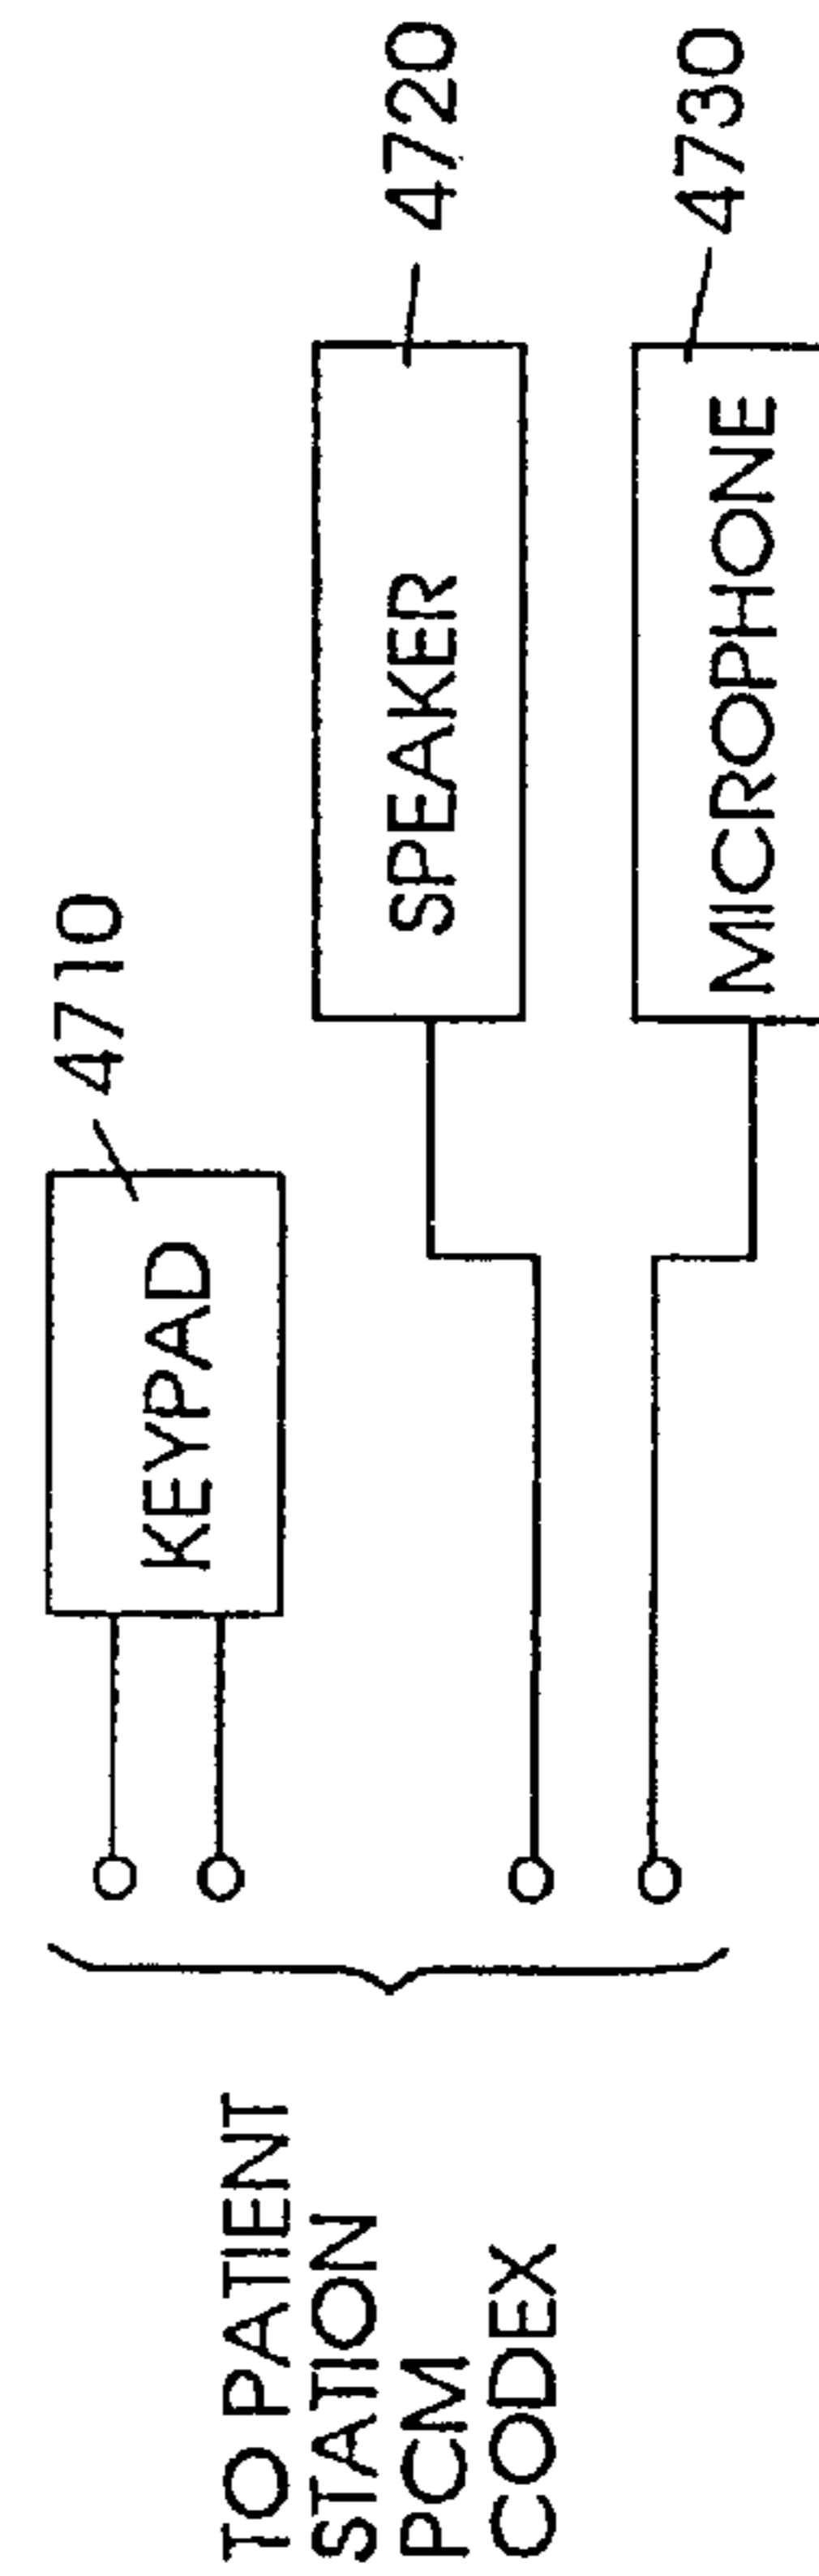 TO PATIENT
STATION
PCM
CODEX
KEYPAD
4710
SPEAKER
4720
MICROPHONE
4730